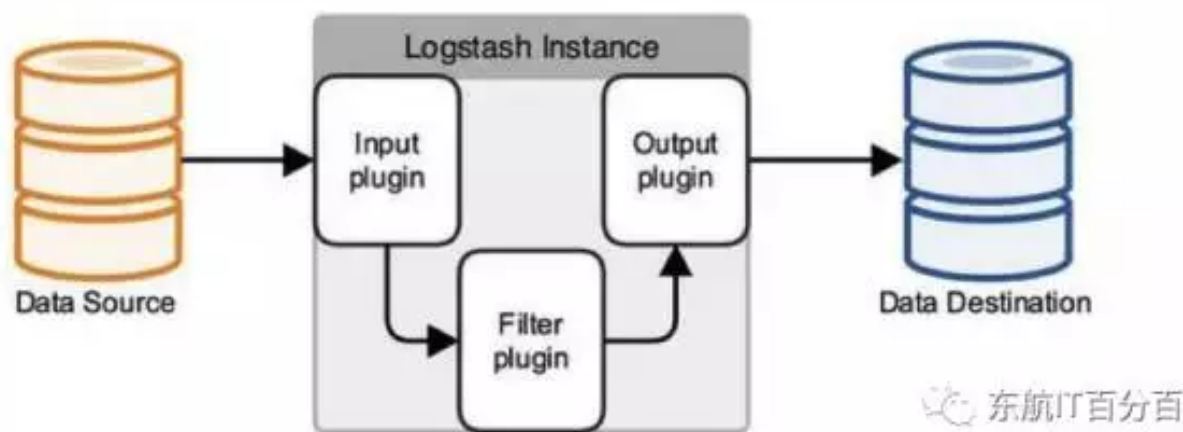 Logstash Instance
Input
plugin
Output
plugin
Filter
plugin
Data Source
Data Destination
东航IT百分百